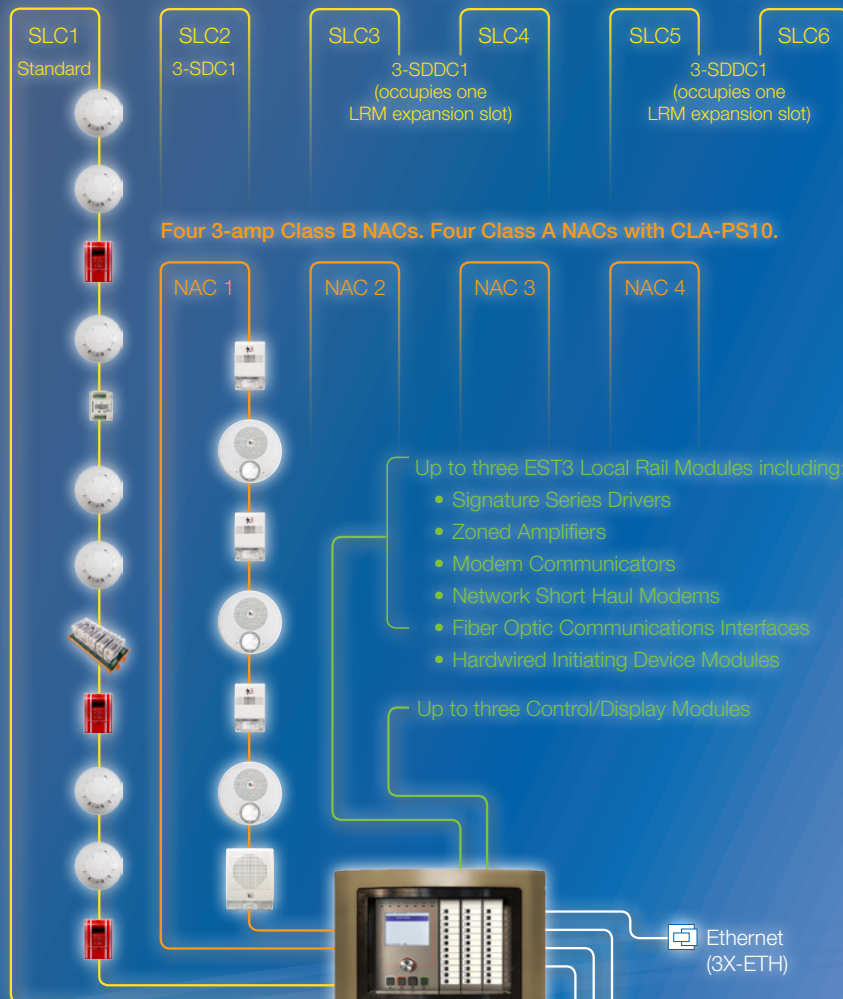 SLC1
Standard
SLC2
3-SDC1
SLC3
SLC4
3-SDDC1
(occupies one
LRM expansion slot)
SLC5
SLC6
3-SDDC1
(occupies one
LRM expansion slot)
Four 3-amp Class B NACs. Four Class A NACs with CLA-PS10.
NAC 1
NAC 2
NAC 3
NAC 4
Up to three EST3 Local Rail Modules including:
• Signature Series Drivers
• Zoned Amplifiers
• Modem Communicators
• Network Short Haul Modems
• Fiber Optic Communications Interfaces
• Hardwired Initiating Device Modules
Up to three Control/Display Modules
Ethernet
(3X-ETH)